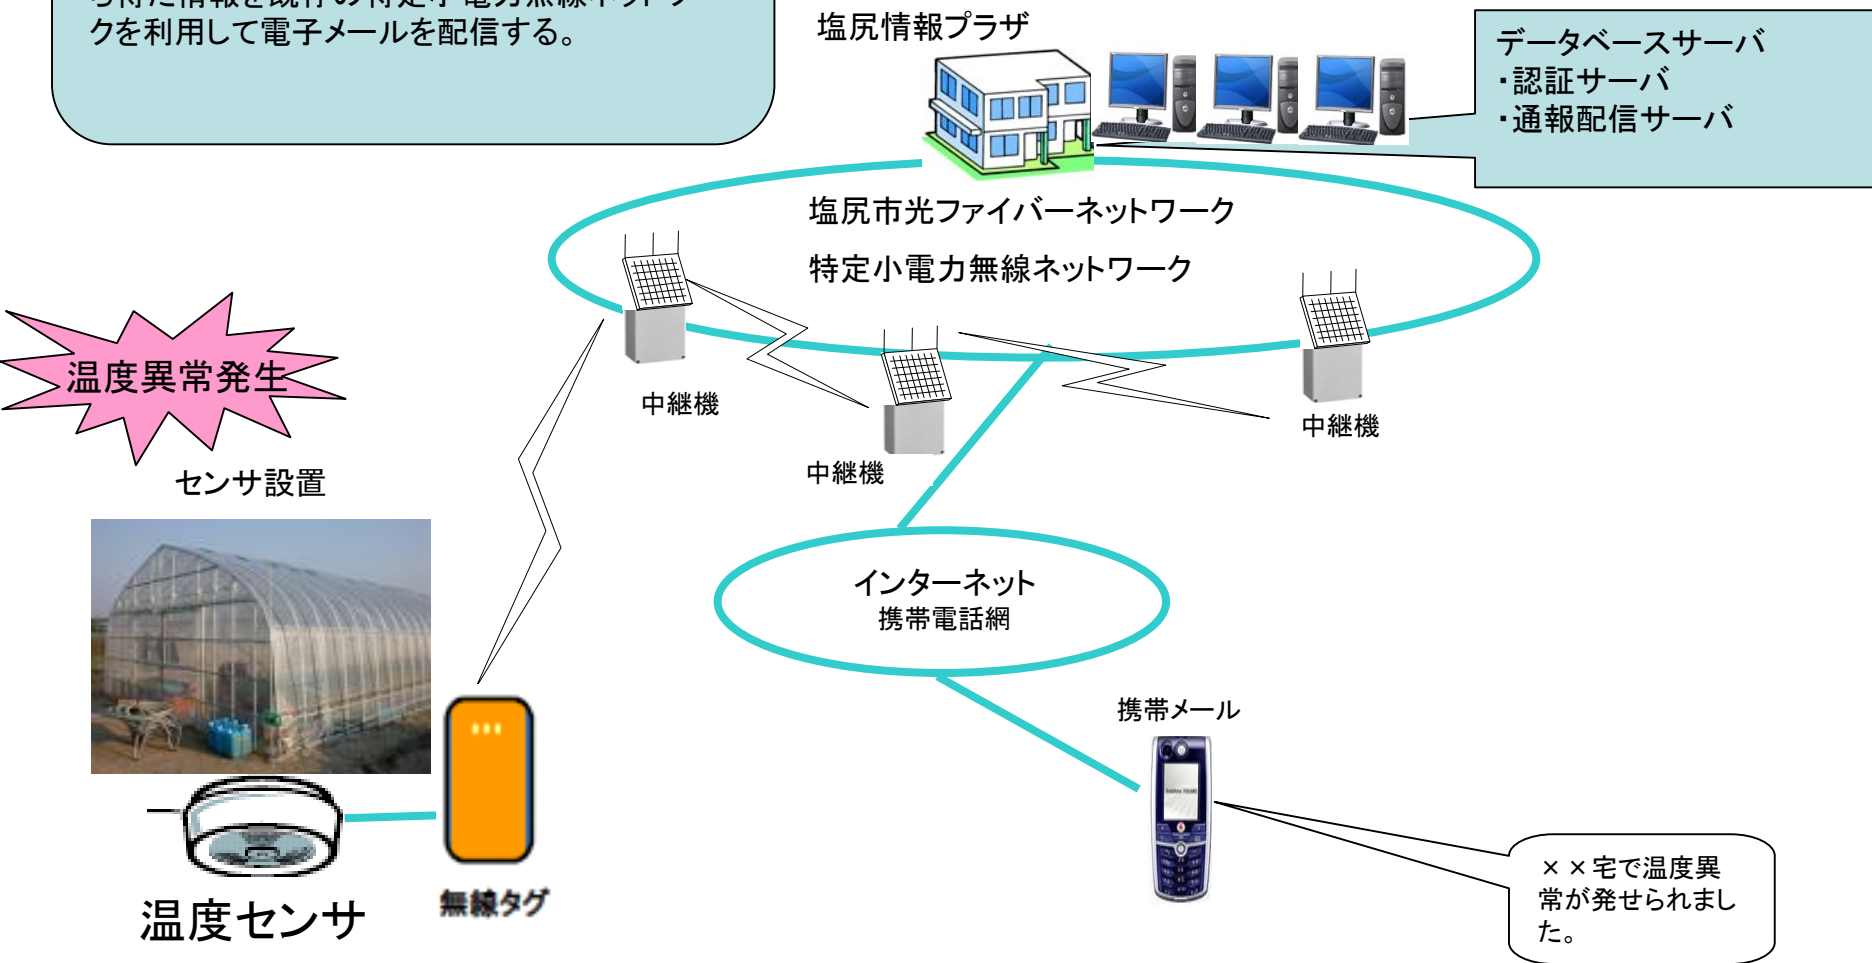 クを利用して電子メールを配信する。
塩尻情報プラザ
データベースサーバ
・認証サーバ
・通報配信サーバ
塩尻市光ファイバーネットワーク
特定小電力無線ネットワーク
温度異常発生
中継機
中継機
中継機
センサ設置
インターネット
携帯電話網
携帯メール
無線タグ
温度センサ
××宅で温度異
常が発せられまし
た。